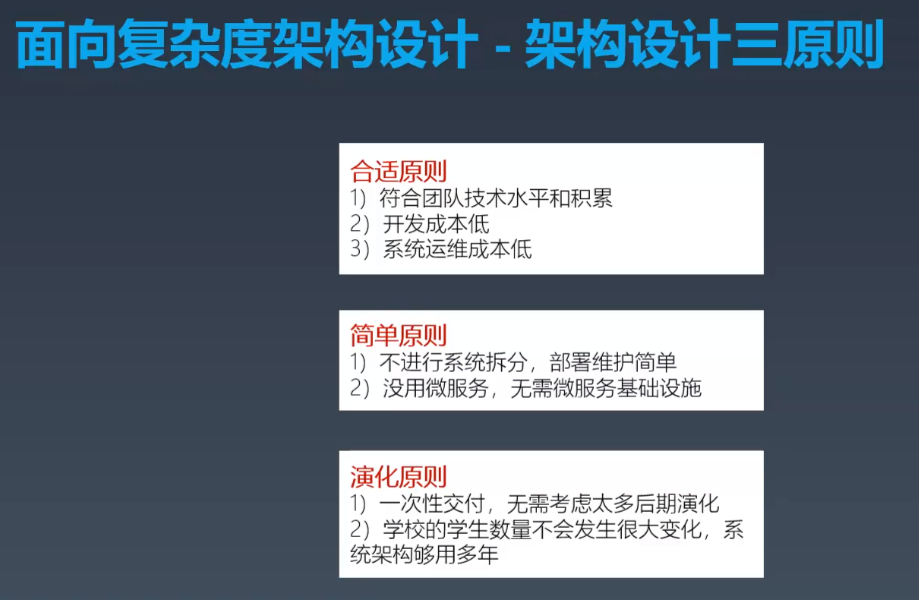 面向复杂度架构设计 - 架构设计三原则
合适原则
1）符合团队技术水平和积累
2）开发成本低
3）系统运维成本低
简单原则
1）不进行系统拆分，部署维护简单
2）没用微服务，无需微服务基础设施
演化原则
1）一次性交付，无需考虑太多后期演化
2）学校的学生数量不会发生很大变化，系
统架构够用多年